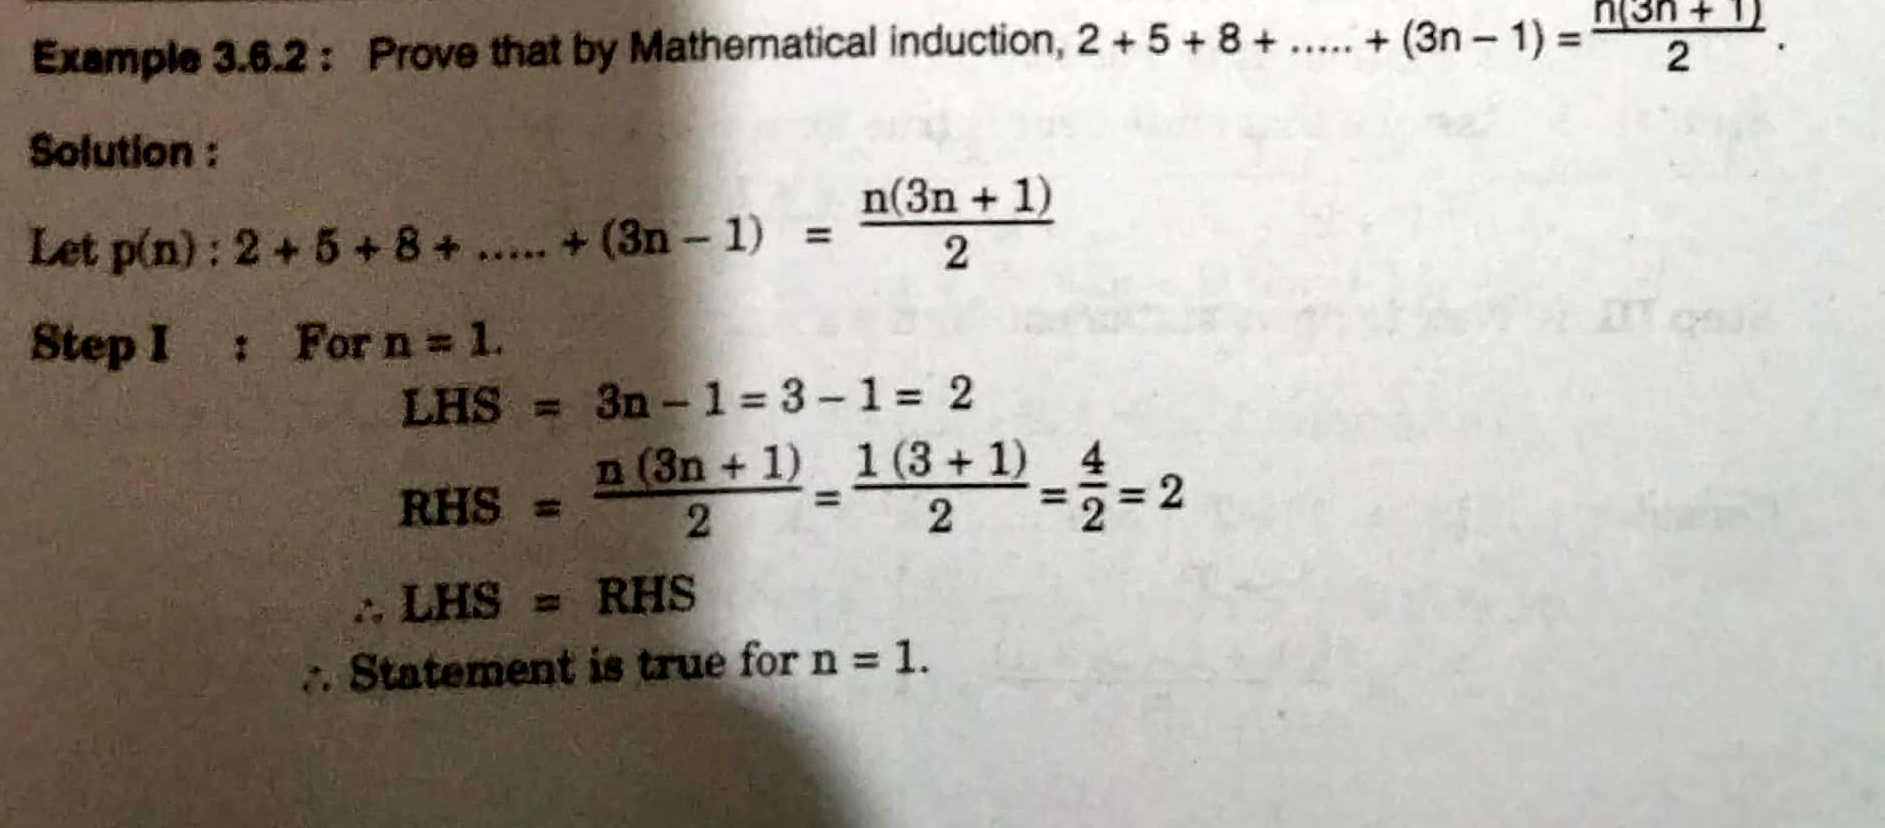 Example 3.6.2 : Prove that by Mathematical induction, 2 + 5 + 8 + ..... + (3n – 1) = n(3n + 1)/2 .
Solution :
Let p(n) : 2 + 5 + 8 + ..... + (3n – 1) = n(3n + 1)/2
Step I : For n = 1.
LHS = 3n – 1 = 3 – 1 = 2
RHS = n (3n + 1)/2 = 1 (3 + 1)/2 = 4/2 = 2
∴ LHS = RHS
∴ Statement is true for n = 1.